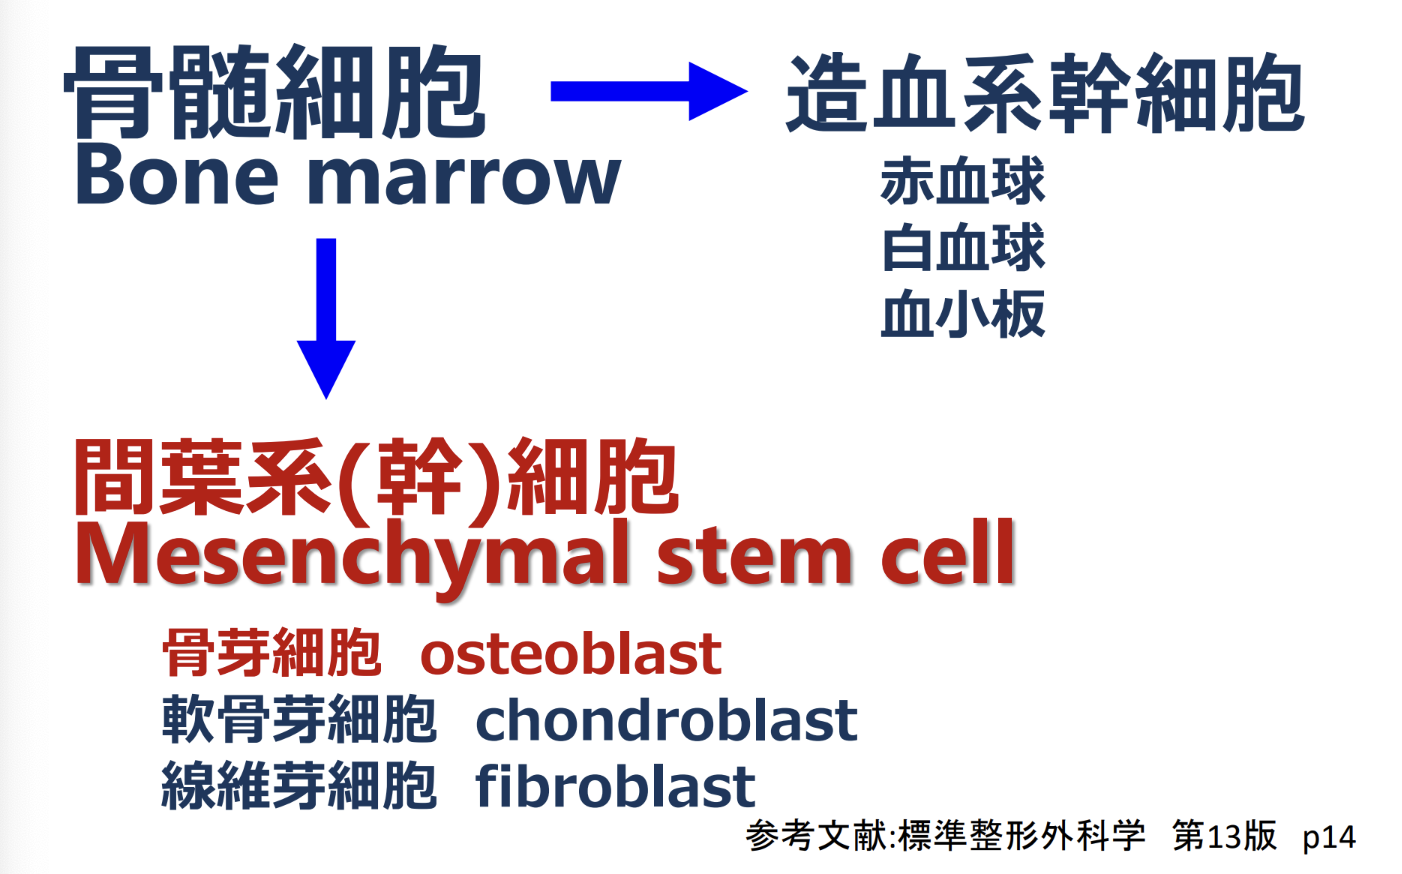 骨髄細胞
Bone marrow
造血系幹細胞
赤血球
白血球
血小板
間葉系(幹)細胞
Mesenchymal stem cell
骨芽細胞 osteoblast
軟骨芽細胞 chondroblast
線維芽細胞 fibroblast
参考文献:標準整形外科学 第13版 p14